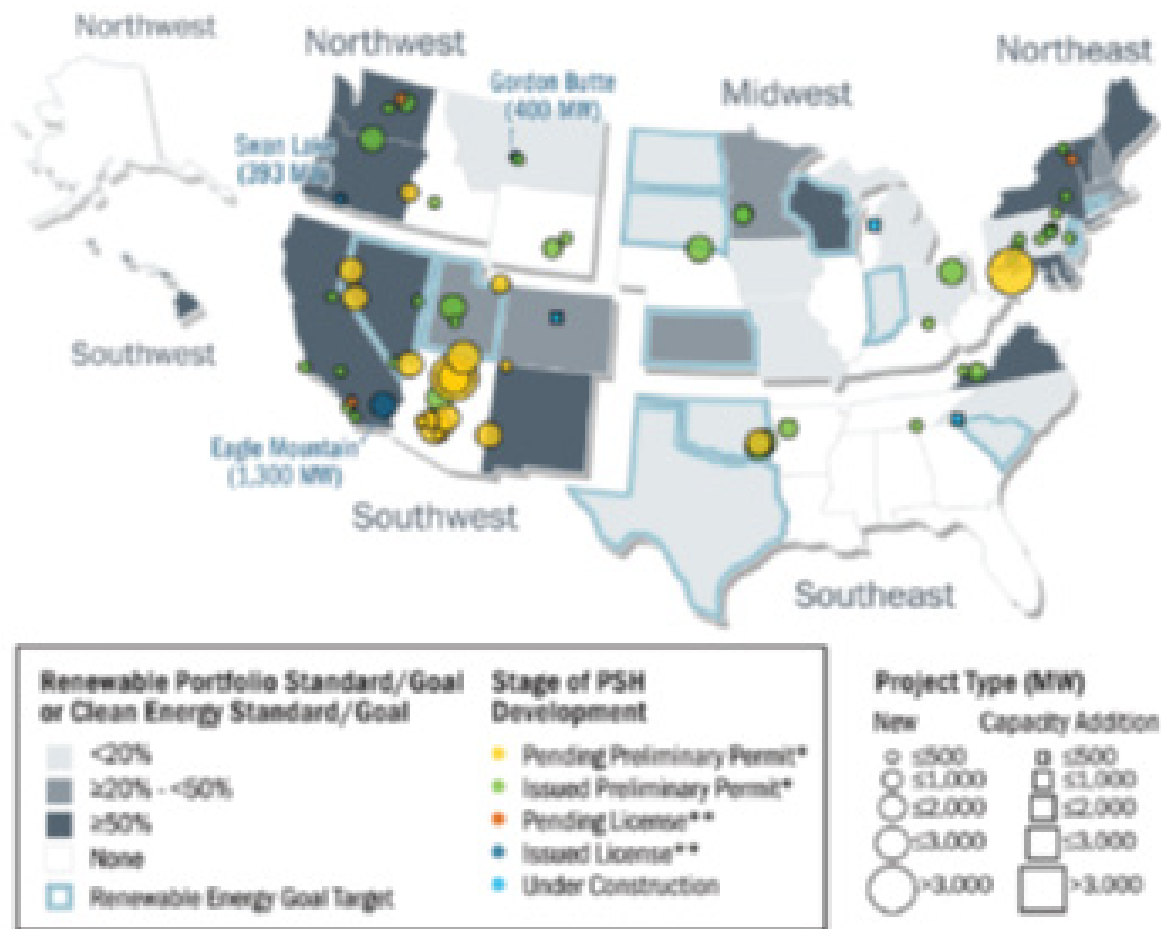 Northwest
Northwest
Northeast
Gordon Butte
(400 MW)
Midwest
Swan Lake
(393 MW)
Southwest
Eagle Mountain
(1,300 MW)
Southwest
Southeast
Renewable Portfolio Standard/Goal
or Clean Energy Standard/Goal
<20%
≥20% - <50%
≥50%
None
Renewable Energy Goal Target
Stage of PSH
Development
Pending Preliminary Permit*
Issued Preliminary Permit*
Pending License**
Issued License**
Under Construction
Project Type (MW)
New Capacity Addition
≤500 ≤500
≤1,000 ≤1,000
≤2,000 ≤2,000
≤3,000 ≤3,000
>3,000 >3,000